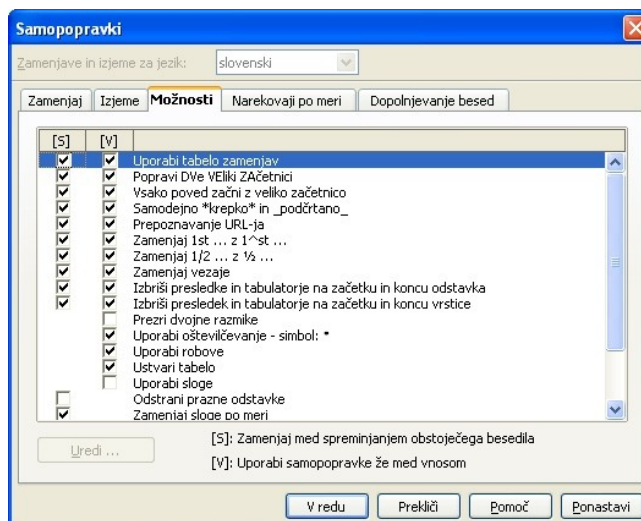 Samopopravki
Zamenjave in izjeme za jezik: slovenski
Zamenjaj Izjeme Možnosti Narekovaji po meri Dopolnjevanje besed
[S] [V]
Uporabi tabelo zamenjav
Popravi DVe VEliki ZAčetnici
Vsako poved začni z veliko začetnico
Samodejno *krepko* in _podčrtano_
Prepoznavanje URL-ja
Zamenjaj 1st ... z 1^st ...
Zamenjaj 1/2 ... z ½ ...
Zamenjaj vezaje
Izbriši presledke in tabulatorje na začetku in koncu odstavka
Izbriši presledek in tabulatorje na začetku in koncu vrstice
Prezri dvojne razmike
Uporabi oštevilčevanje - simbol: *
Uporabi robove
Ustvari tabelo
Uporabi sloge
Odstrani prazne odstavke
Zamenjaj sloge po meri
Uredi ...
[S]: Zamenjaj med spreminjanjem obstoječega besedila
[V]: Uporabi samopopravke že med vnosom
V redu Prekliči Pomoč Ponastavi